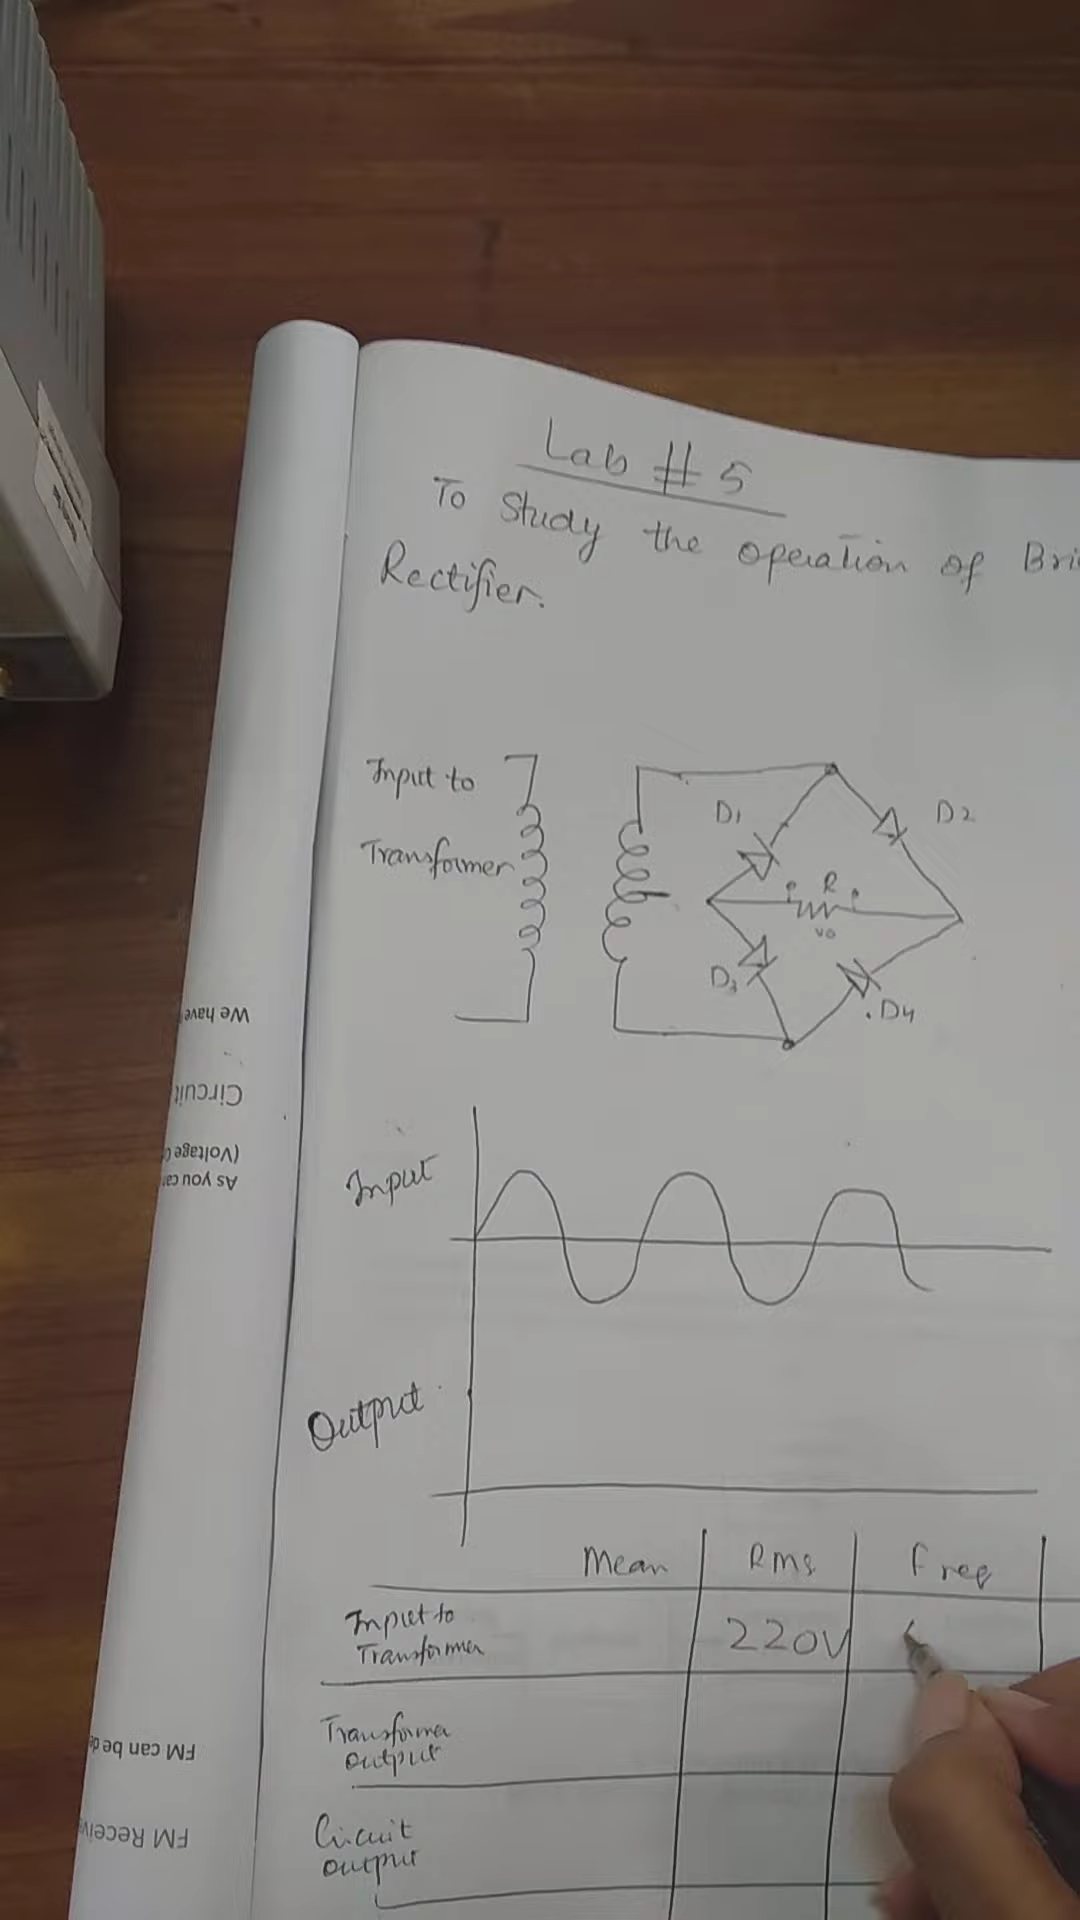 Lab # 5
To Study the operation of Bri
Rectifier.
Input to
Transformer
D1
D2
R
Vo
D3
.D4
Input
Output
Mean Rms Freq
Input to
Transformer
220V
Transformer
output
Circuit
output
We have
Circuit
(Voltage
As you ca
FM can be de
FM Receiv